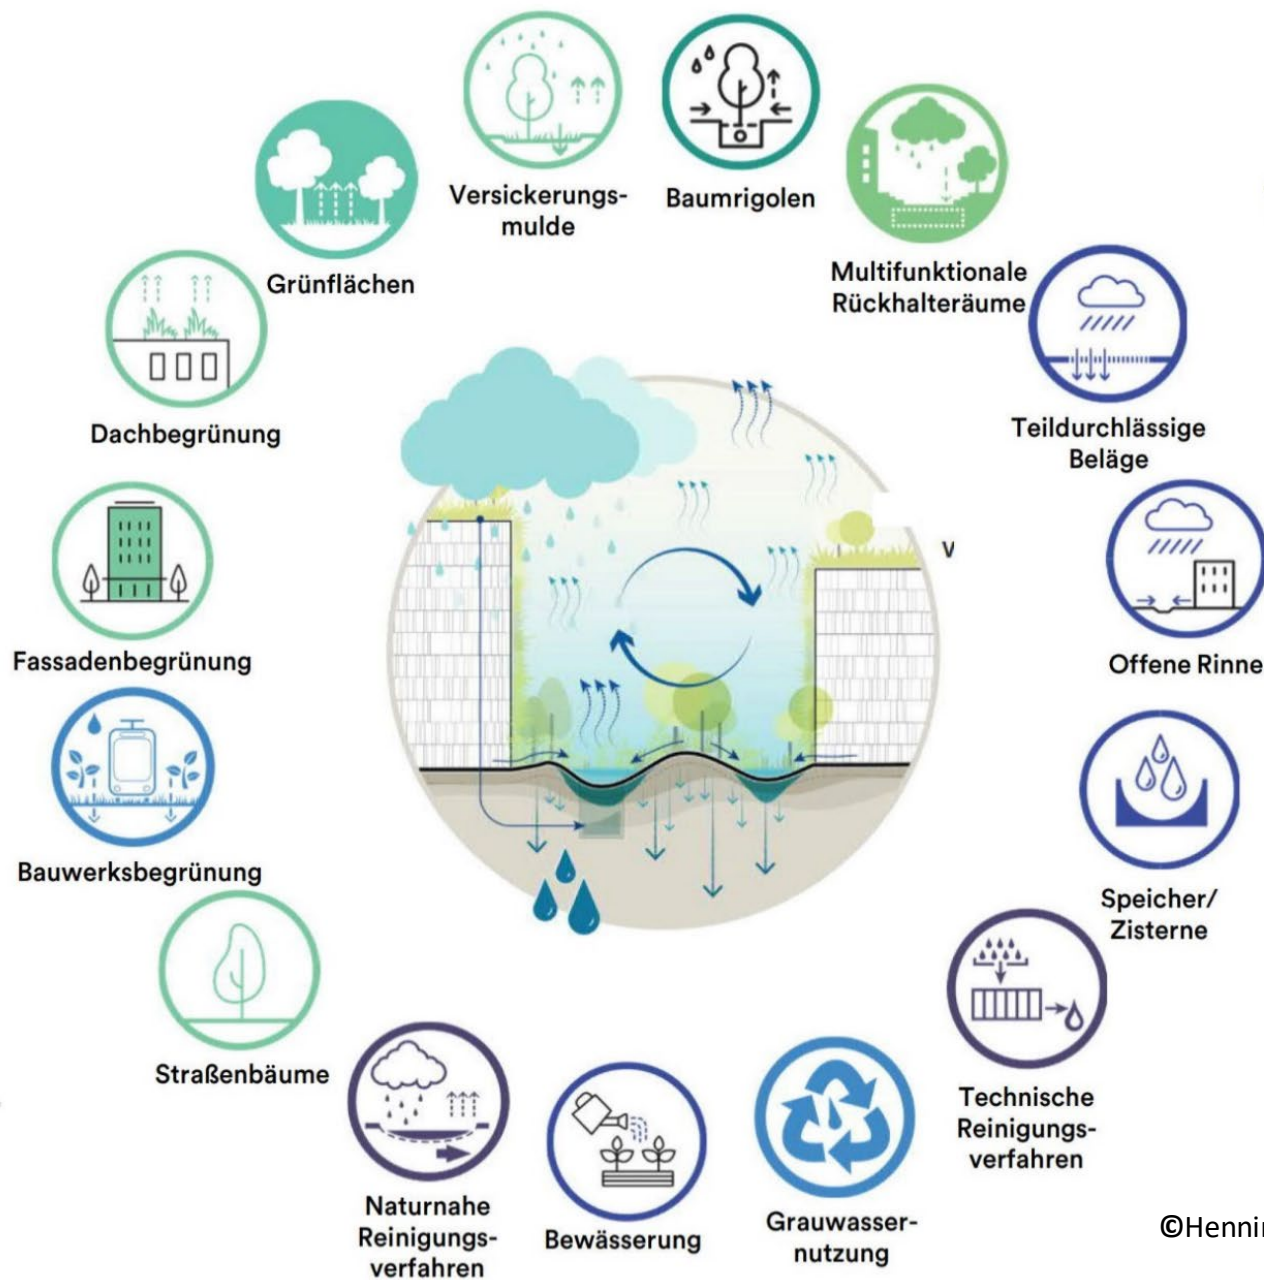 Versickerungs-
mulde
Baumrigolen
Multifunktionale
Rückhalteräume
Grünflächen
Teildurchlässige
Beläge
Dachbegrünung
Offene Rinne
Fassadenbegrünung
Speicher/
Zisterne
Bauwerksbegrünung
Technische
Reinigungs-
verfahren
Straßenbäume
Grauwasser-
nutzung
Bewässerung
Naturnahe
Reinigungs-
verfahren